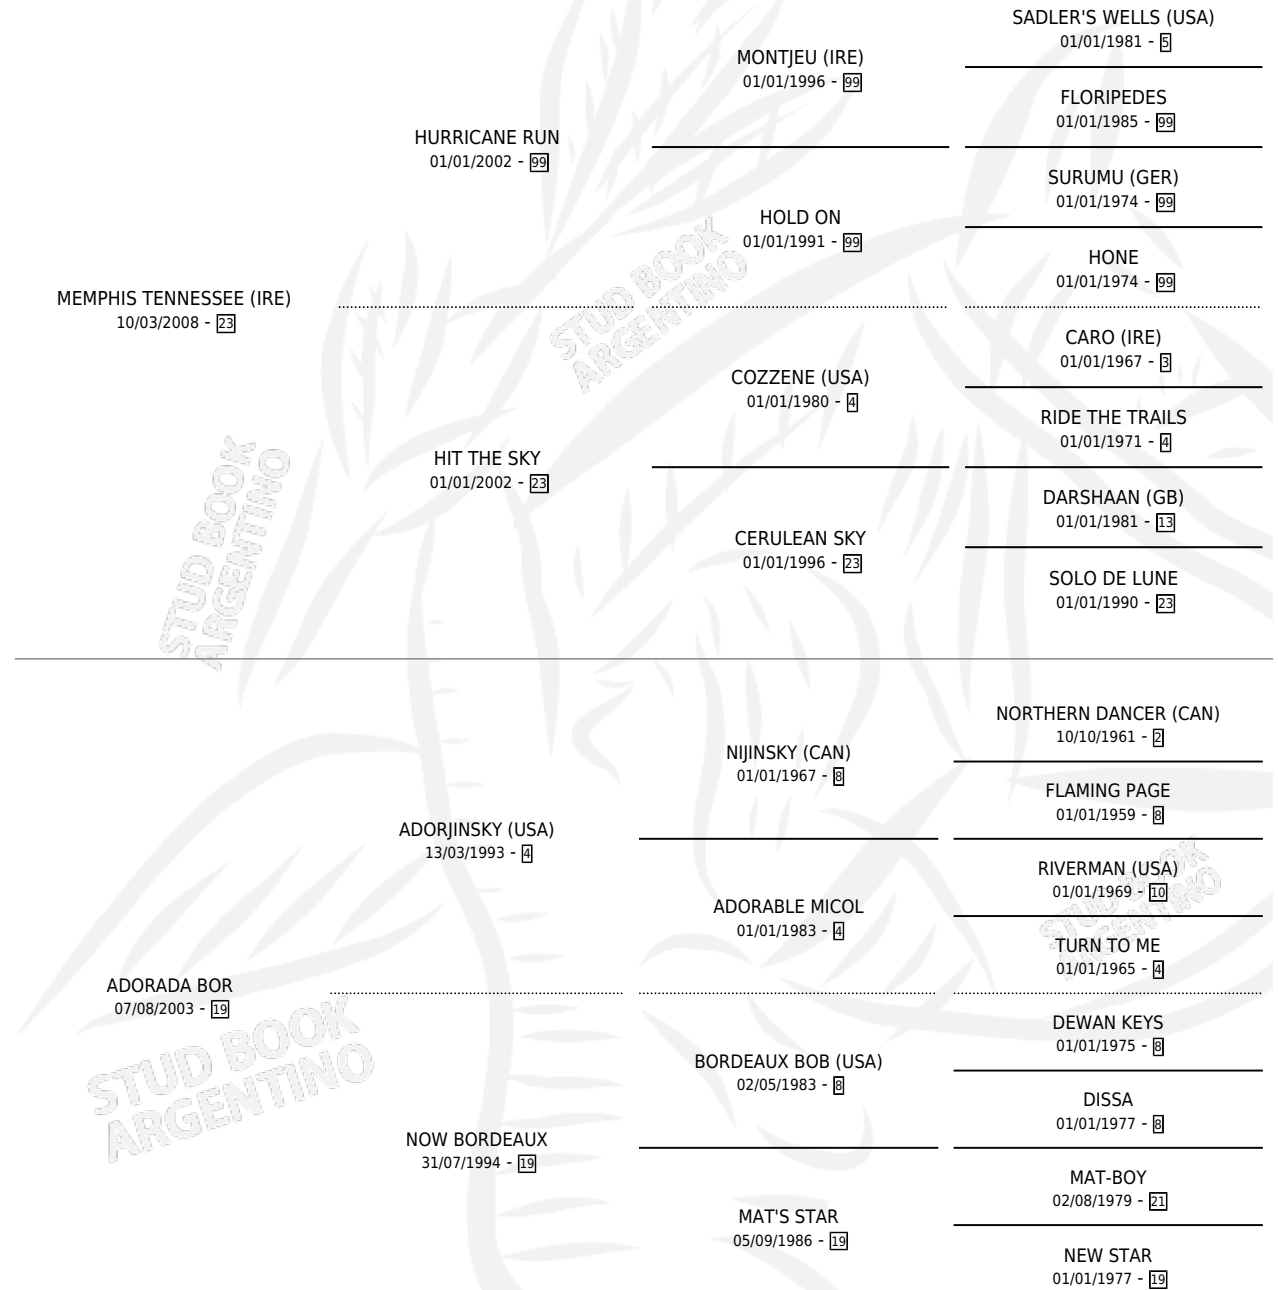 SADLER'S WELLS (USA)
01/01/1981 - 5
MONTJEU (IRE)
01/01/1996 - 99
FLORIPEDES
01/01/1985 - 99
HURRICANE RUN
01/01/2002 - 99
SURUMU (GER)
01/01/1974 - 99
HOLD ON
01/01/1991 - 99
HONE
01/01/1974 - 99
MEMPHIS TENNESSEE (IRE)
10/03/2008 - 23
CARO (IRE)
01/01/1967 - 3
COZZENE (USA)
01/01/1980 - 4
RIDE THE TRAILS
01/01/1971 - 4
HIT THE SKY
01/01/2002 - 23
DARSHAAN (GB)
01/01/1981 - 13
CERULEAN SKY
01/01/1996 - 23
SOLO DE LUNE
01/01/1990 - 23
NORTHERN DANCER (CAN)
10/10/1961 - 2
NIJINSKY (CAN)
01/01/1967 - 8
FLAMING PAGE
01/01/1959 - 8
ADORJINSKY (USA)
13/03/1993 - 4
RIVERMAN (USA)
01/01/1969 - 10
ADORABLE MICOL
01/01/1983 - 4
TURN TO ME
01/01/1965 - 4
ADORADA BOR
07/08/2003 - 19
DEWAN KEYS
01/01/1975 - 8
BORDEAUX BOB (USA)
02/05/1983 - 8
DISSA
01/01/1977 - 8
NOW BORDEAUX
31/07/1994 - 19
MAT-BOY
02/08/1979 - 21
MAT'S STAR
05/09/1986 - 19
NEW STAR
01/01/1977 - 19
STUD BOOK
ARGENTINO
STUD BOOK
ARGENTINO
STUD BOOK
ARGENTINO
STUD BOOK
ARGENTINO